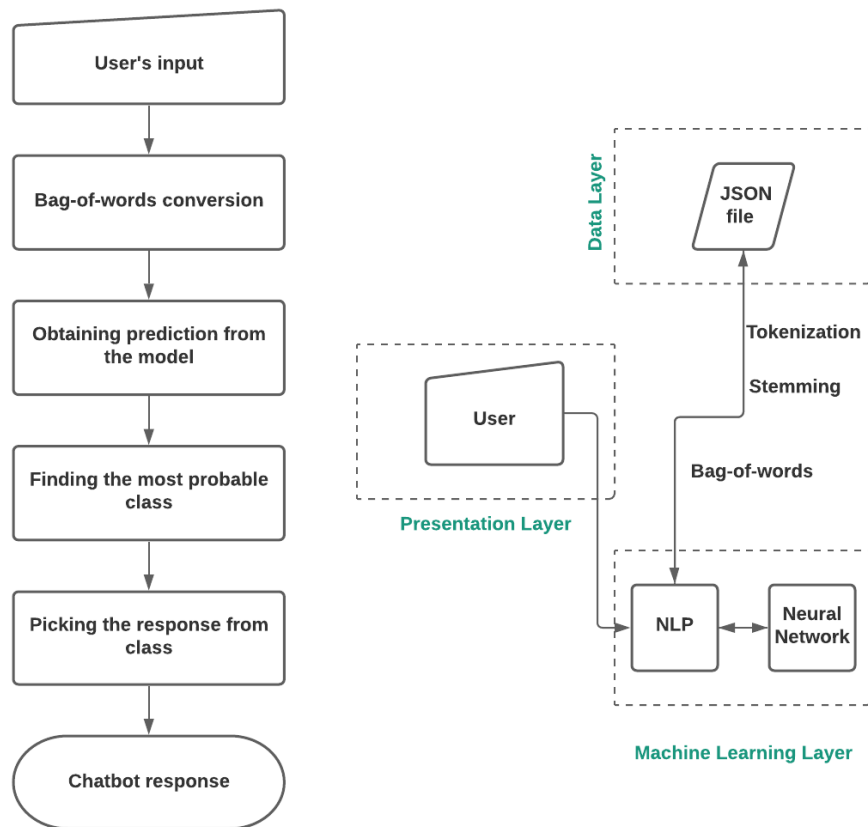 User's input
Bag-of-words conversion
Obtaining prediction from
the model
Finding the most probable
class
Picking the response from
class
Chatbot response
Data Layer
JSON
file
Tokenization
Stemming
Bag-of-words
User
Presentation Layer
NLP
Neural
Network
Machine Learning Layer